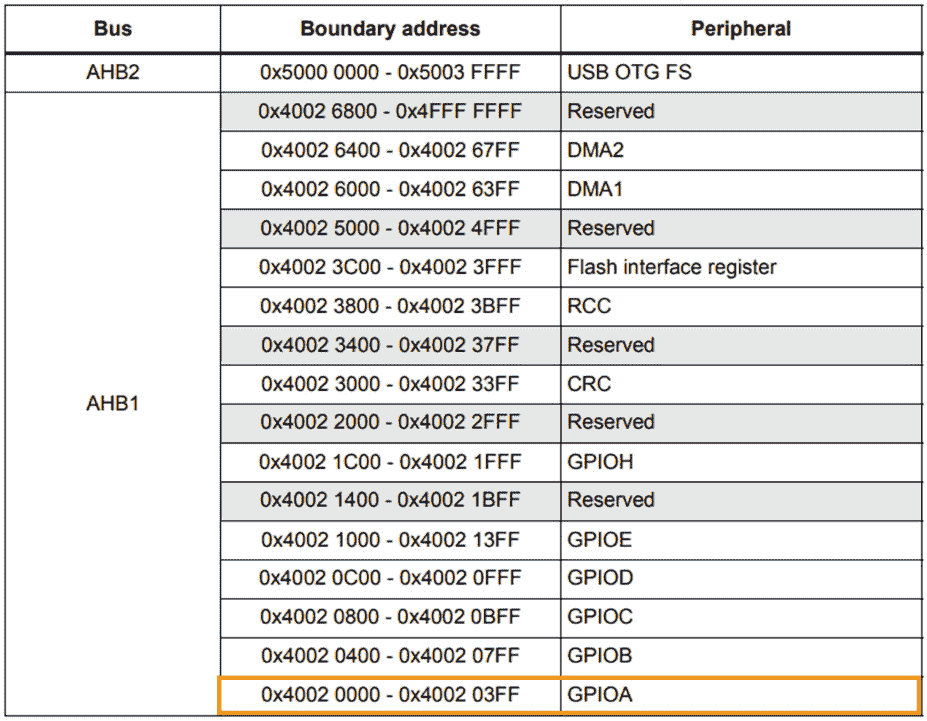 Bus Boundary address Peripheral
AHB2 0x5000 0000 - 0x5003 FFFF USB OTG FS
AHB1
0x4002 6800 - 0x4FFF FFFF Reserved
0x4002 6400 - 0x4002 67FF DMA2
0x4002 6000 - 0x4002 63FF DMA1
0x4002 5000 - 0x4002 4FFF Reserved
0x4002 3C00 - 0x4002 3FFF Flash interface register
0x4002 3800 - 0x4002 3BFF RCC
0x4002 3400 - 0x4002 37FF Reserved
0x4002 3000 - 0x4002 33FF CRC
0x4002 2000 - 0x4002 2FFF Reserved
0x4002 1C00 - 0x4002 1FFF GPIOH
0x4002 1400 - 0x4002 1BFF Reserved
0x4002 1000 - 0x4002 13FF GPIOE
0x4002 0C00 - 0x4002 0FFF GPIOD
0x4002 0800 - 0x4002 0BFF GPIOC
0x4002 0400 - 0x4002 07FF GPIOB
0x4002 0000 - 0x4002 03FF GPIOA